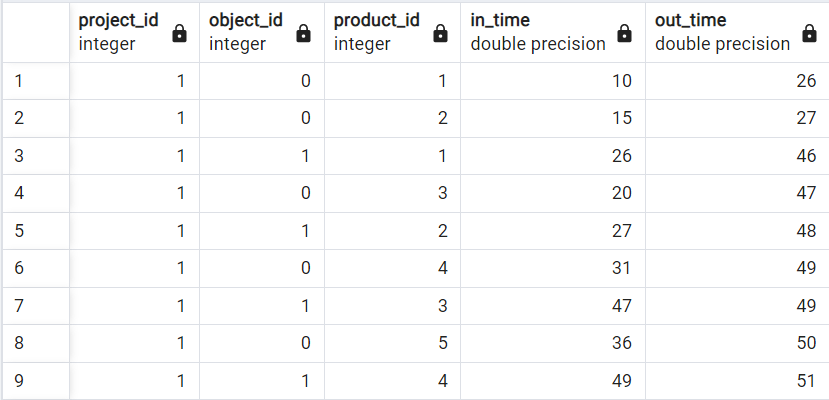 project_id object_id product_id in_time out_time
integer integer integer double precision double precision
1 1 0 1 10 26
2 1 0 2 15 27
3 1 1 1 26 46
4 1 0 3 20 47
5 1 1 2 27 48
6 1 0 4 31 49
7 1 1 3 47 49
8 1 0 5 36 50
9 1 1 4 49 51